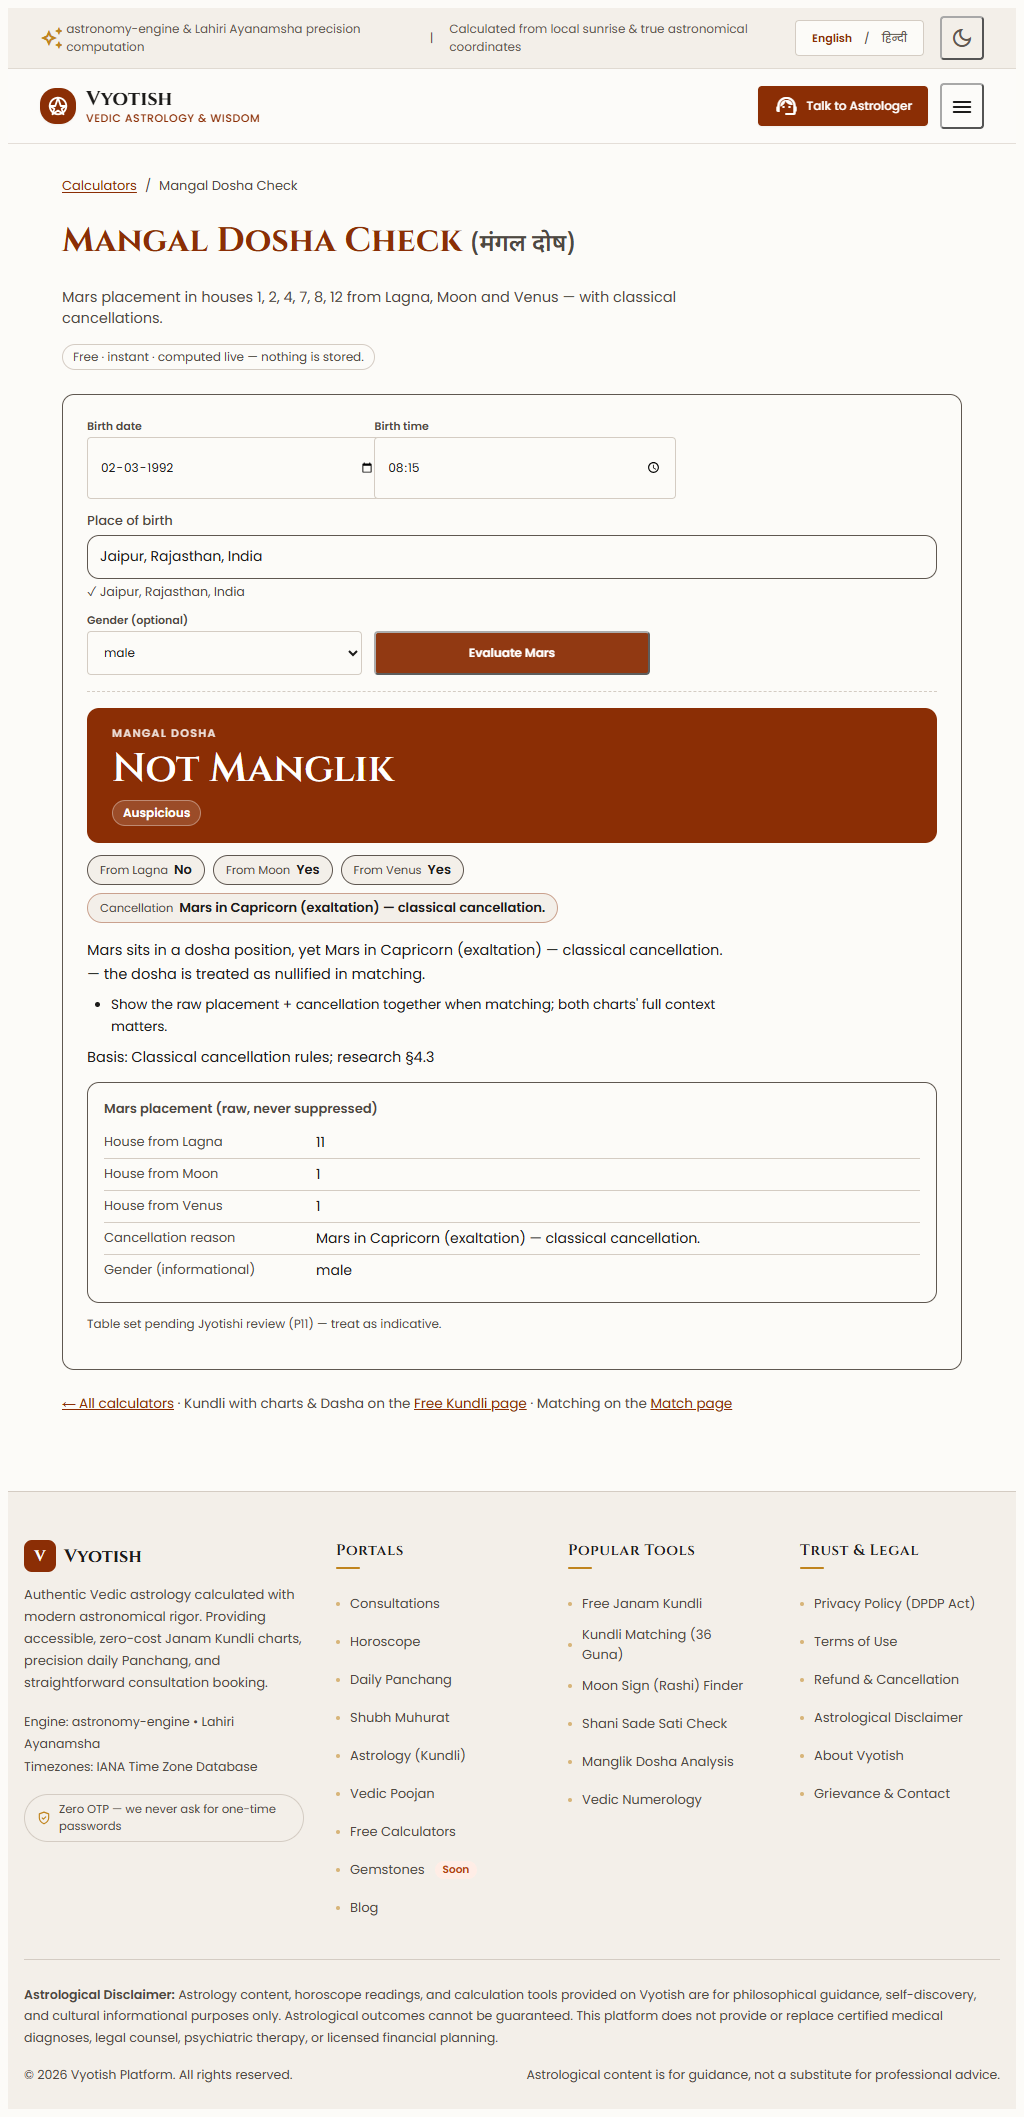 astronomy-engine & Lahiri Ayanamsha precision computation
|
Calculated from local sunrise & true astronomical coordinates
English / हिन्दी
Vyotish
VEDIC ASTROLOGY & WISDOM
Talk to Astrologer
Calculators / Mangal Dosha Check
Mangal Dosha Check (मंगल दोष)
Mars placement in houses 1, 2, 4, 7, 8, 12 from Lagna, Moon and Venus — with classical
cancellations.
Free · instant · computed live — nothing is stored.
Birth date
Birth time
02-03-1992
08:15
Place of birth
Jaipur, Rajasthan, India
✓ Jaipur, Rajasthan, India
Gender (optional)
male
Evaluate Mars
MANGAL DOSHA
Not Manglik
Auspicious
From Lagna No
From Moon Yes
From Venus Yes
Cancellation Mars in Capricorn (exaltation) — classical cancellation.
Mars sits in a dosha position, yet Mars in Capricorn (exaltation) — classical cancellation.
— the dosha is treated as nullified in matching.
• Show the raw placement + cancellation together when matching; both charts' full context
matters.
Basis: Classical cancellation rules; research §4.3
Mars placement (raw, never suppressed)
House from Lagna 11
House from Moon 1
House from Venus 1
Cancellation reason Mars in Capricorn (exaltation) — classical cancellation.
Gender (informational) male
Table set pending Jyotishi review (P11) — treat as indicative.
← All calculators · Kundli with charts & Dasha on the Free Kundli page · Matching on the Match page
V Vyotish
Authentic Vedic astrology calculated with
modern astronomical rigor. Providing
accessible, zero-cost Janam Kundli charts,
precision daily Panchang, and
straightforward consultation booking.
Engine: astronomy-engine • Lahiri
Ayanamsha
Timezones: IANA Time Zone Database
Zero OTP — we never ask for one-time
passwords
Portals
Consultations
Horoscope
Daily Panchang
Shubh Muhurat
Astrology (Kundli)
Vedic Poojan
Free Calculators
Gemstones Soon
Blog
Popular Tools
Free Janam Kundli
Kundli Matching (36
Guna)
Moon Sign (Rashi) Finder
Shani Sade Sati Check
Manglik Dosha Analysis
Vedic Numerology
Trust & Legal
Privacy Policy (DPDP Act)
Terms of Use
Refund & Cancellation
Astrological Disclaimer
About Vyotish
Grievance & Contact
Astrological Disclaimer: Astrology content, horoscope readings, and calculation tools provided on Vyotish are for philosophical guidance, self-discovery,
and cultural informational purposes only. Astrological outcomes cannot be guaranteed. This platform does not provide or replace certified medical
diagnoses, legal counsel, psychiatric therapy, or licensed financial planning.
© 2026 Vyotish Platform. All rights reserved.
Astrological content is for guidance, not a substitute for professional advice.